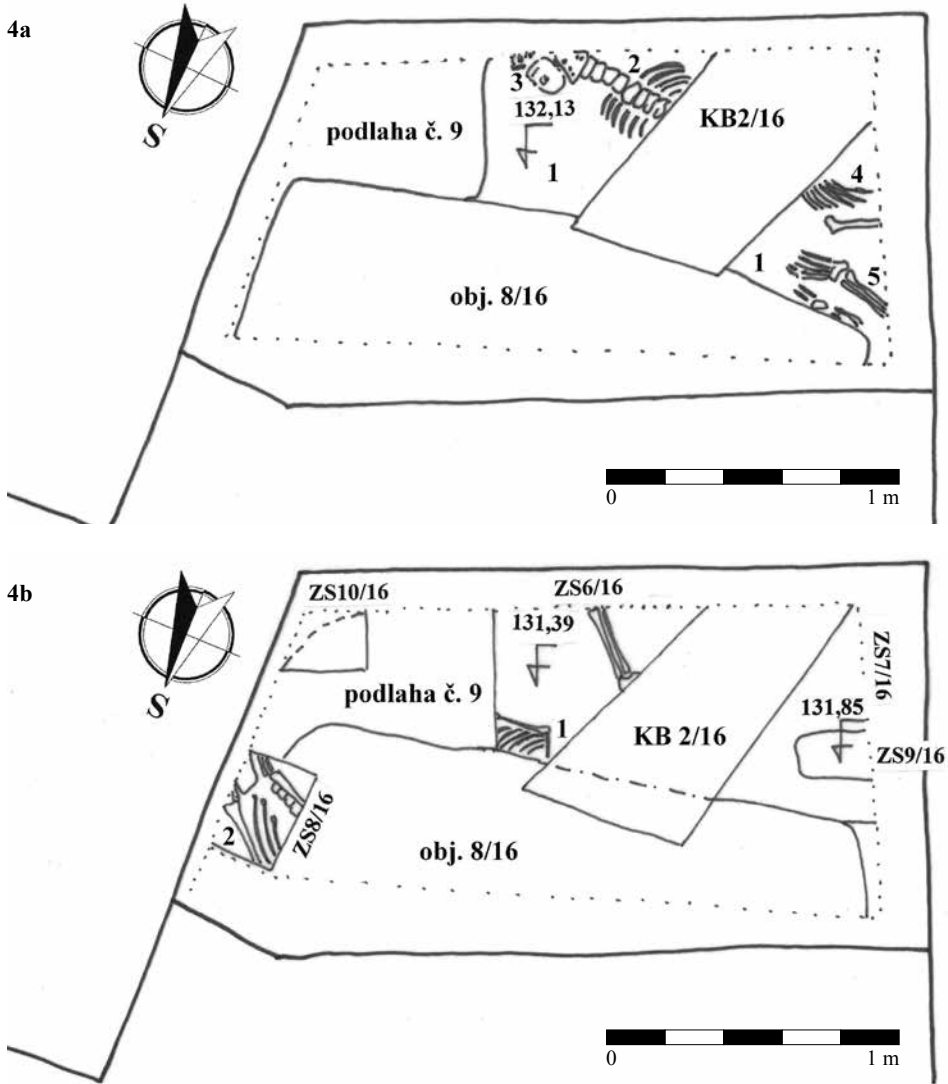 4a
S
3
2
132,13
KB2/16
podlaha č. 9
1
4
1
5
obj. 8/16
0 1 m
4b
S
ZS10/16
ZS6/16
131,39
ZS7/16
podlaha č. 9
1
KB 2/16
131,85
ZS9/16
2
ZS8/16
obj. 8/16
0 1 m